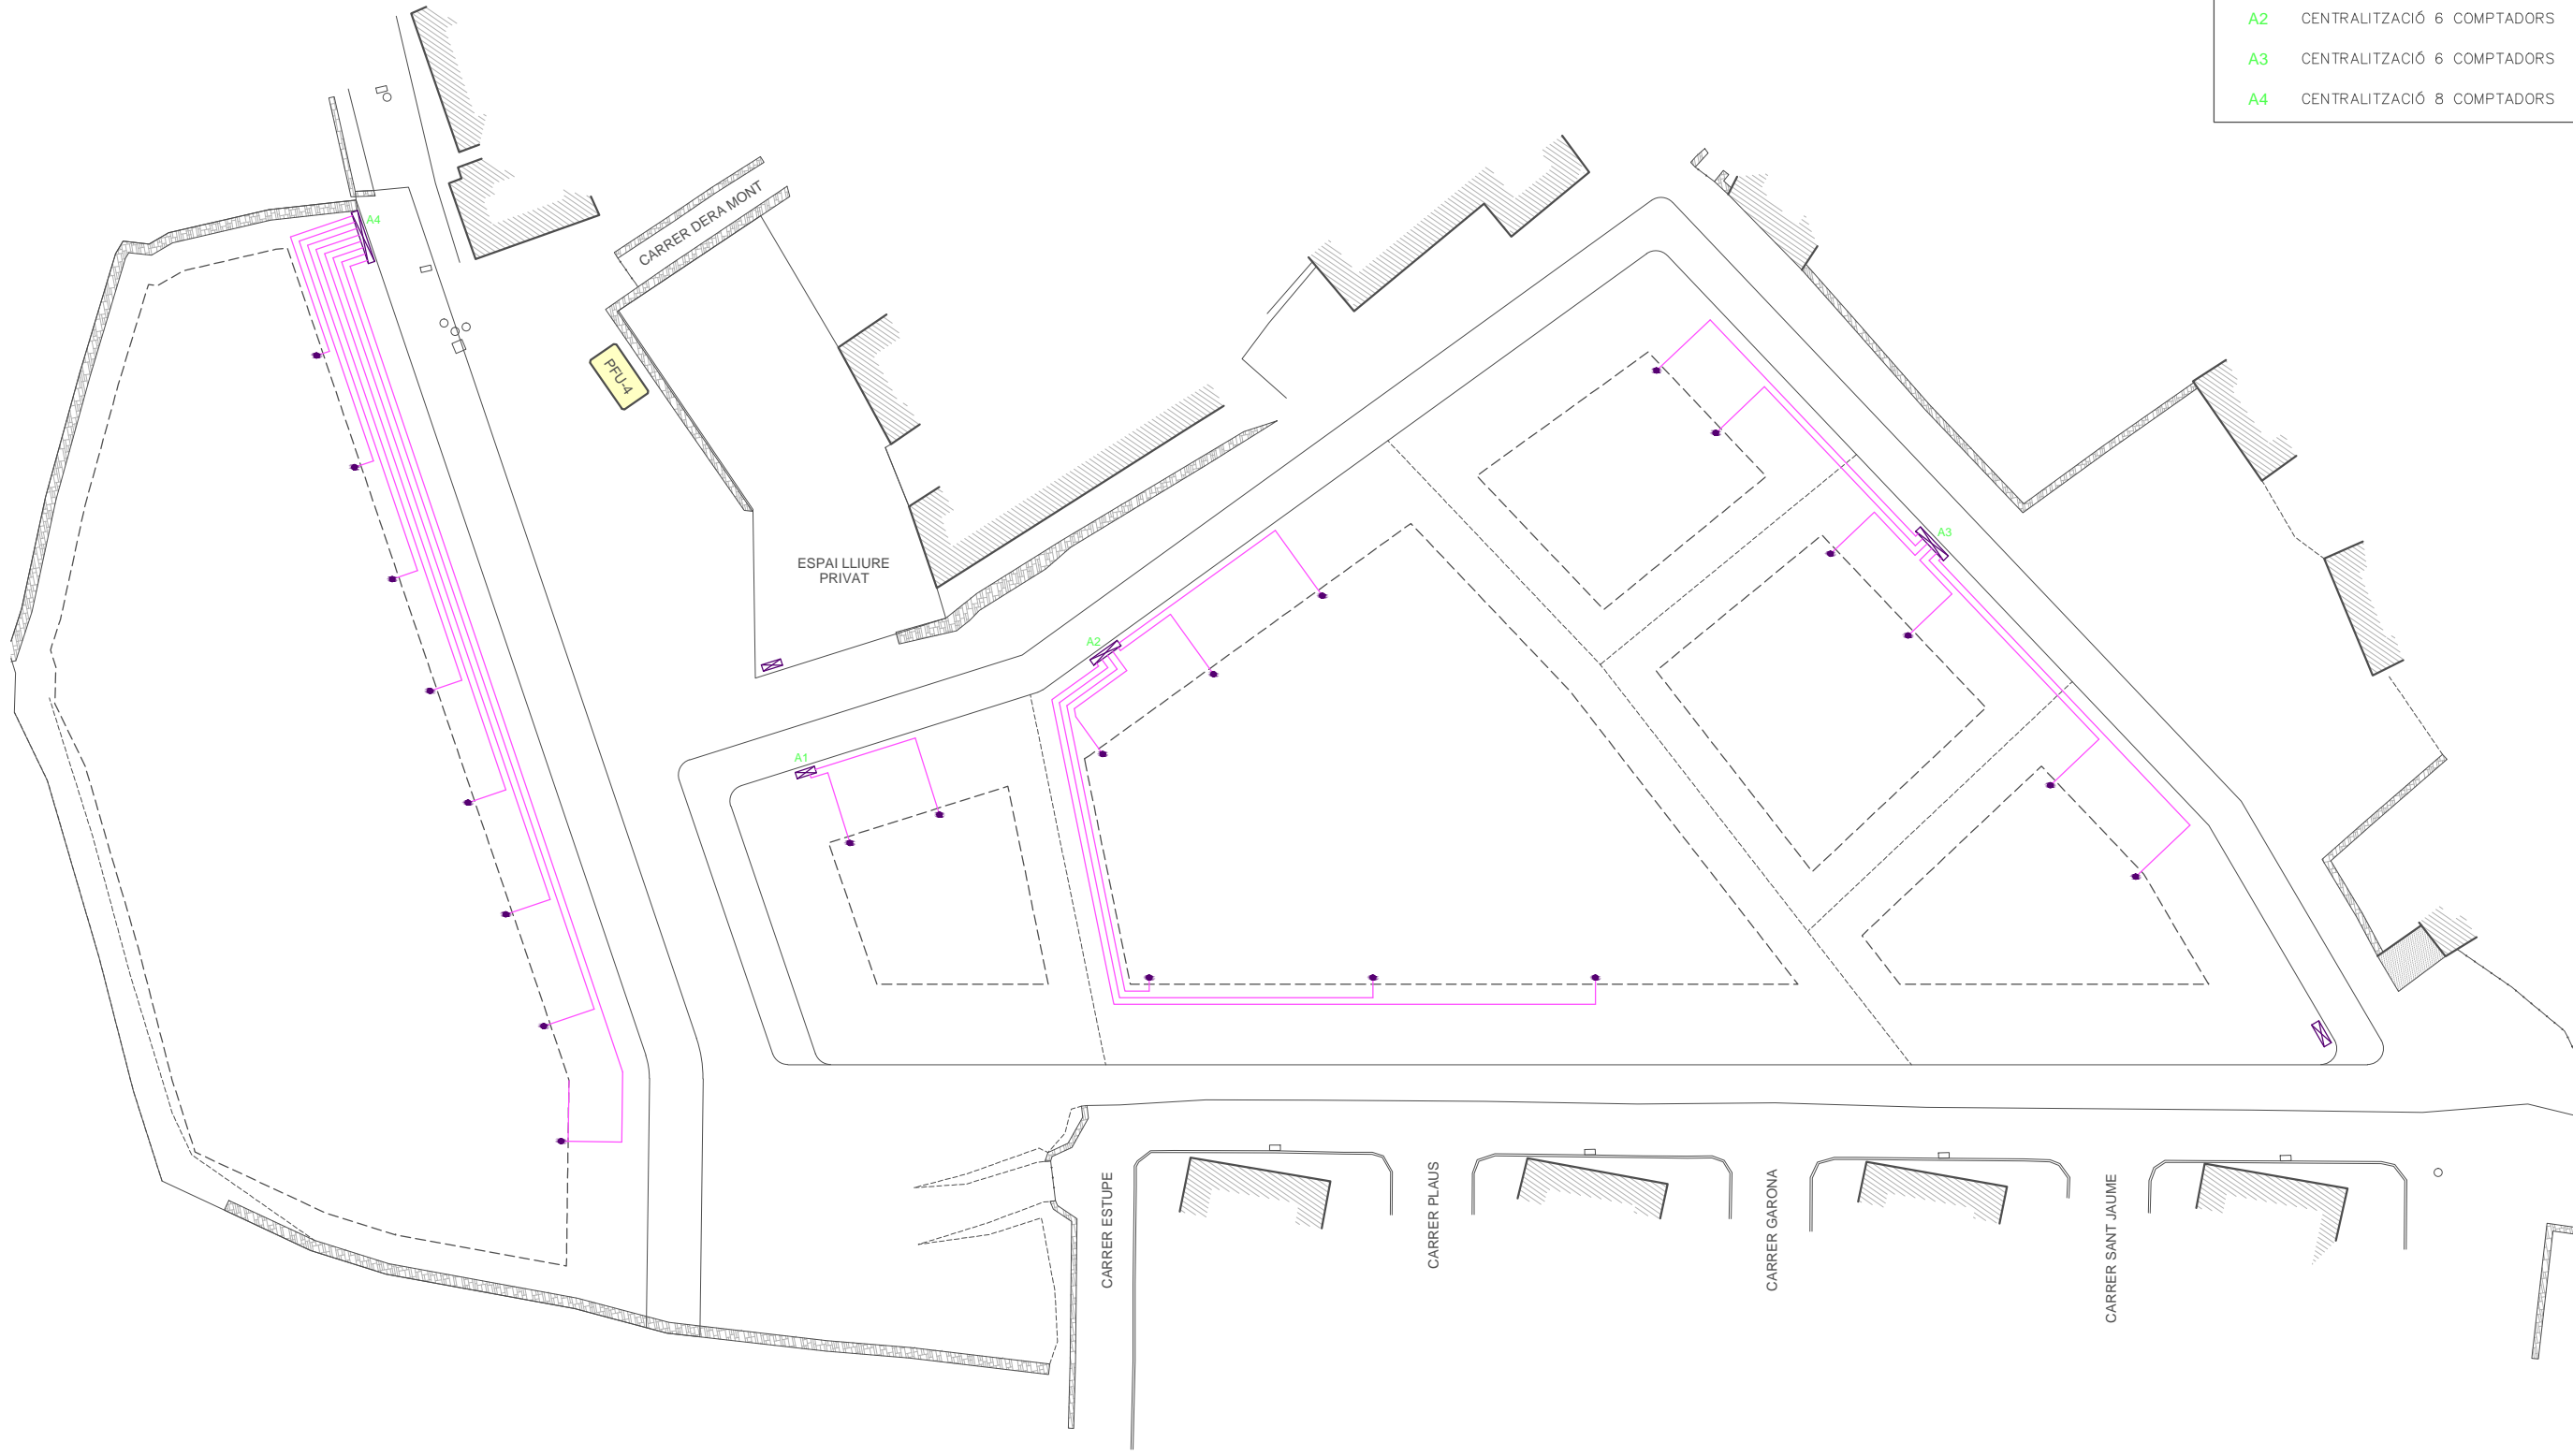 A2 CENTRALITZACIÓ 6 COMPTADORS
A3 CENTRALITZACIÓ 6 COMPTADORS
A4 CENTRALITZACIÓ 8 COMPTADORS
A4
CARRER DERA MONT
PFU-4
ESPAI LLIURE
PRIVAT
A3
A2
A1
CARRER ESTUPE
CARRER PLAUS
CARRER GARONA
CARRER SANT JAUME